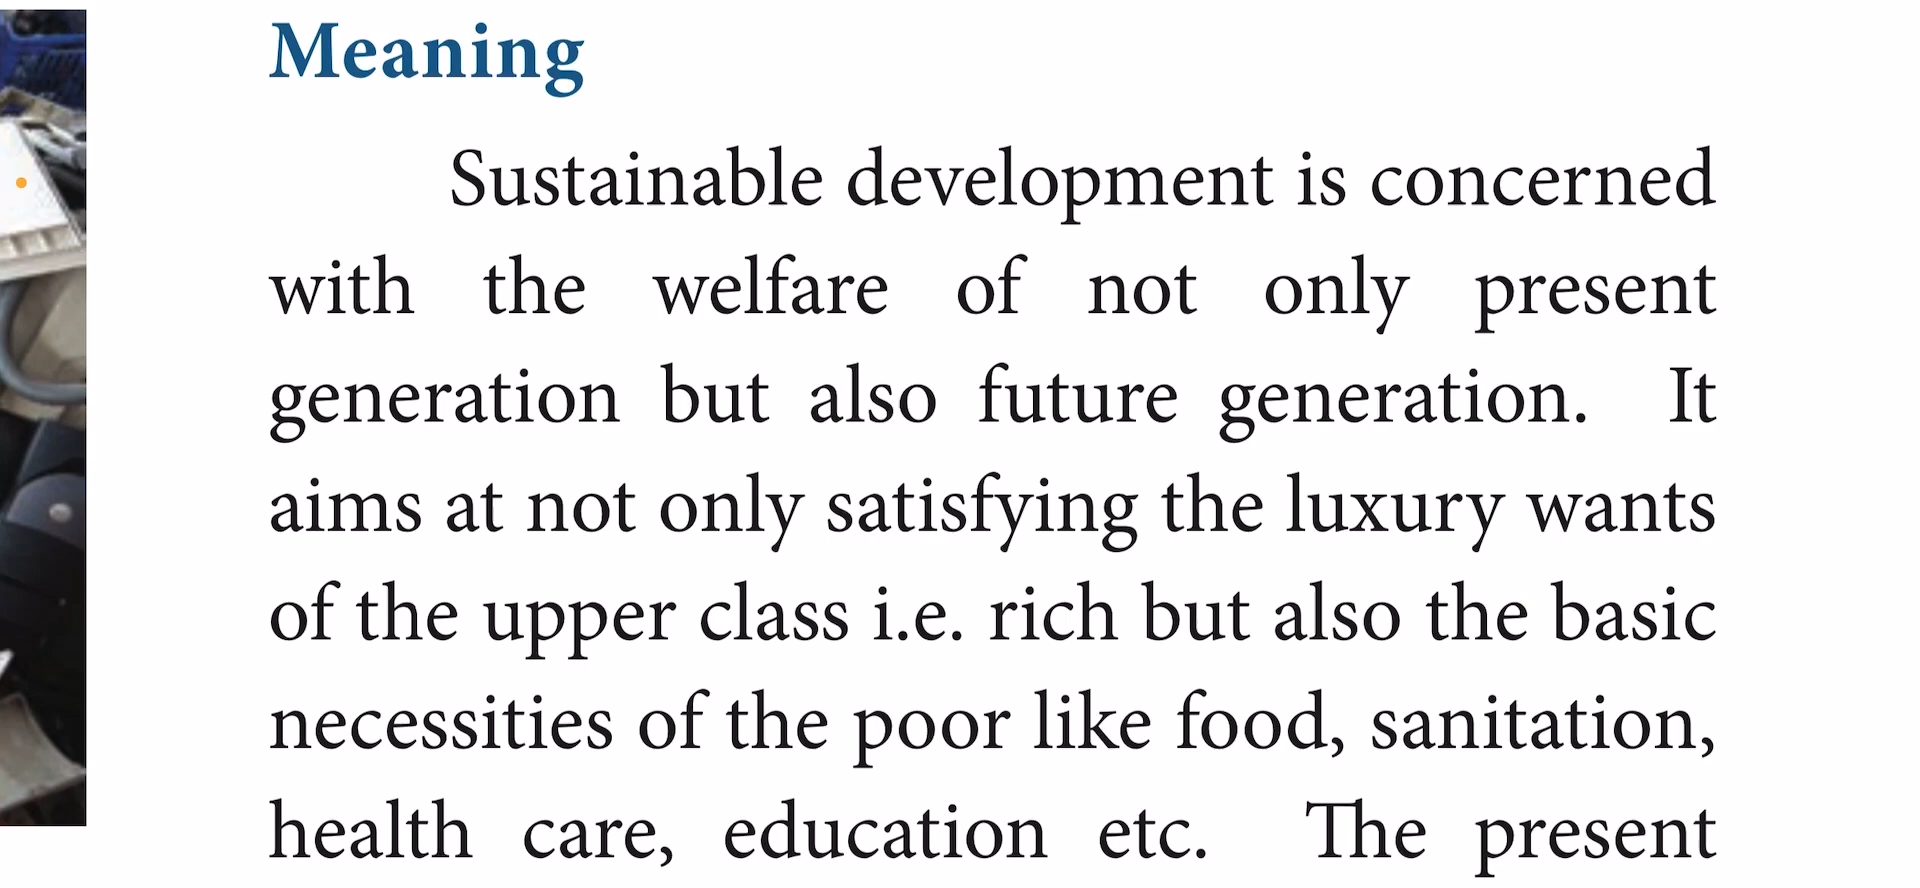 Meaning
Sustainable development is concerned
with the welfare of not only present
generation but also future generation. It
aims at not only satisfying the luxury wants
of the upper class i.e. rich but also the basic
necessities of the poor like food, sanitation,
health care, education etc. The present